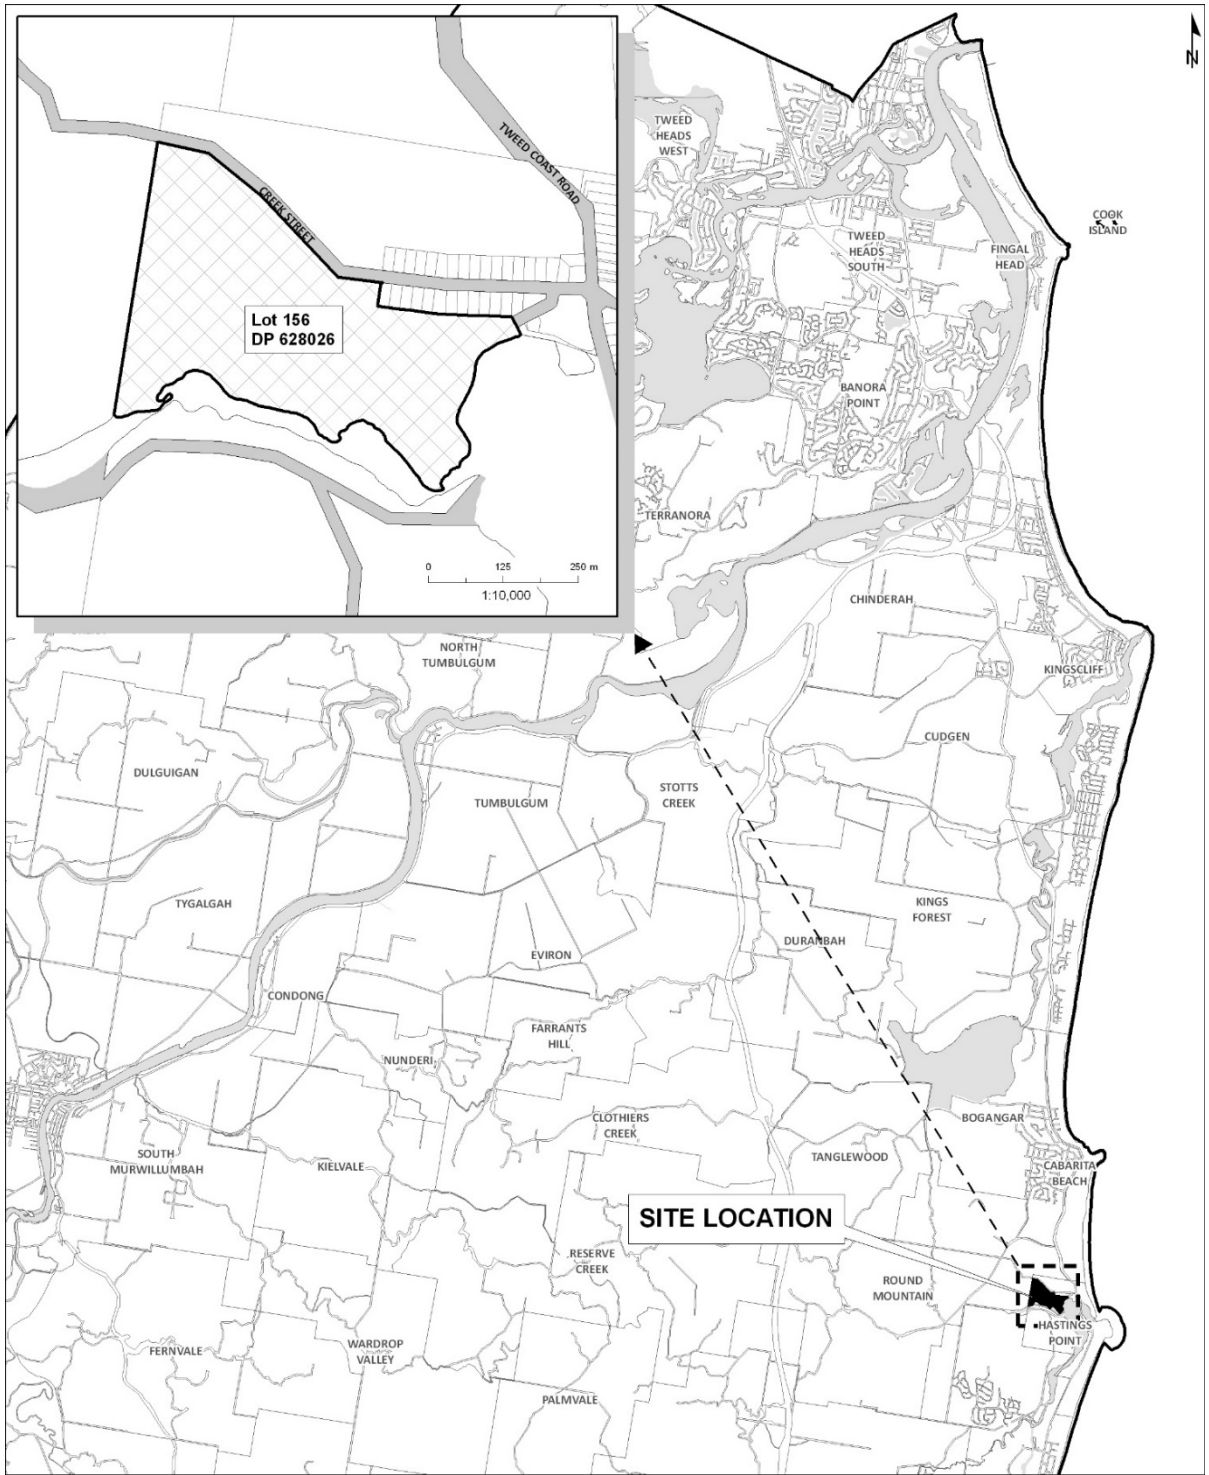 N
TWEED COAST ROAD
CREEK STREET
Lot 156
DP 628026
0 125 250 m
1:10,000
TWEED
HEADS
WEST
COOK
ISLAND
TWEED
HEADS
SOUTH
FINGAL
HEAD
BANORA
POINT
TERRANORA
CHINDERAH
NORTH
TUMBULGUM
KINGSCLIFF
CUDGEN
DULGUIGAN
TUMBULGUM
STOTTS
CREEK
TYGALGAH
KINGS
FOREST
DURANBAH
EVIRON
CONDONG
FARRANTS
HILL
NUNDERI
BOGANGAR
CLOTHIERS
CREEK
SOUTH
MURWILLUMBAH
KIELVALE
TANGLEWOOD
CABARITA
BEACH
SITE LOCATION
RESERVE
CREEK
ROUND
MOUNTAIN
HASTINGS
POINT
FERNVALE
WARDROP
VALLEY
PALMVALE